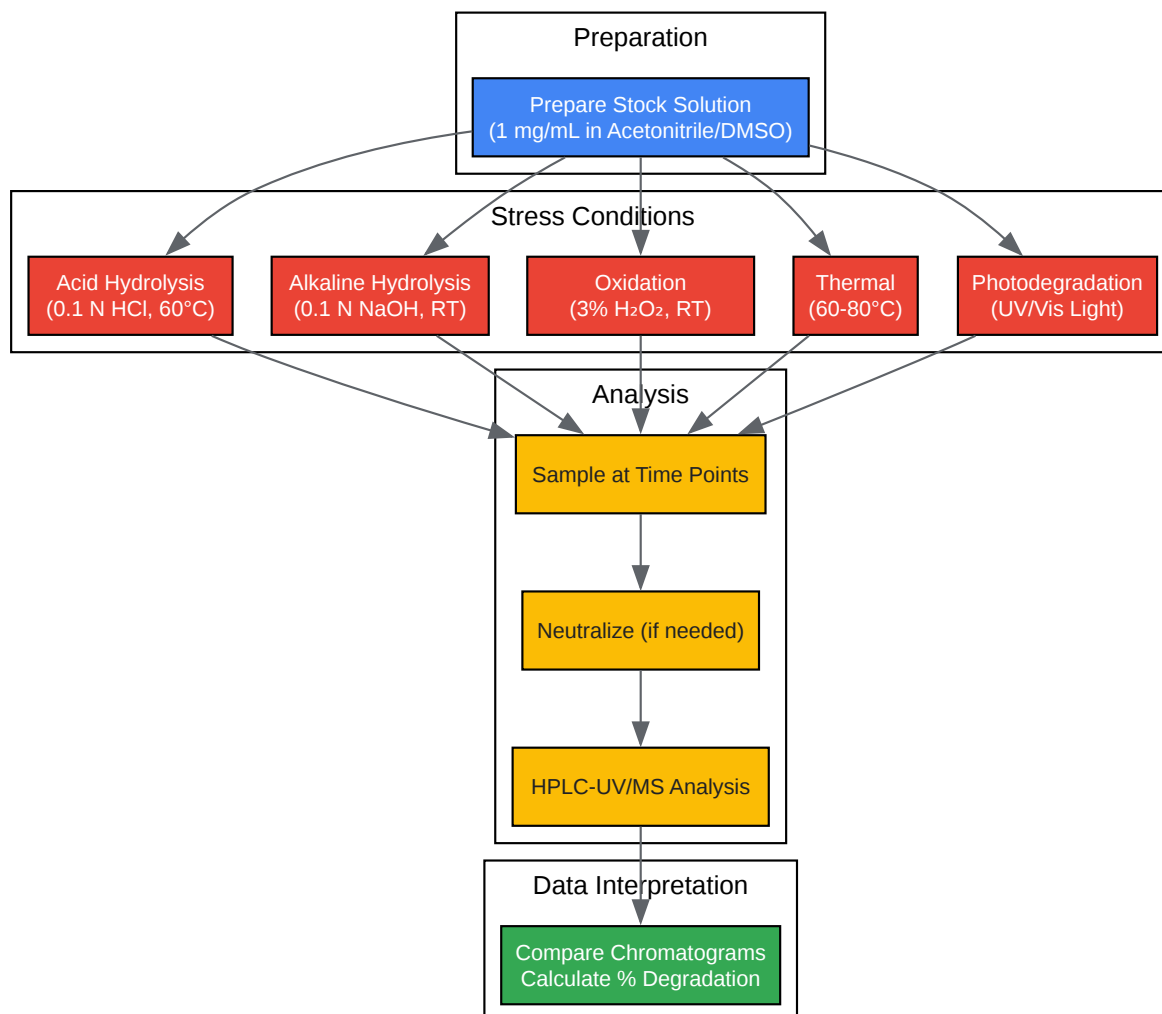 Preparation
Prepare Stock Solution
(1 mg/mL in Acetonitrile/DMSO)
Stress Conditions
Acid Hydrolysis
(0.1 N HCl, 60°C)
Alkaline Hydrolysis
(0.1 N NaOH, RT)
Oxidation
(3% H₂O₂, RT)
Thermal
(60-80°C)
Photodegradation
(UV/Vis Light)
Analysis
Sample at Time Points
Neutralize (if needed)
HPLC-UV/MS Analysis
Data Interpretation
Compare Chromatograms
Calculate % Degradation